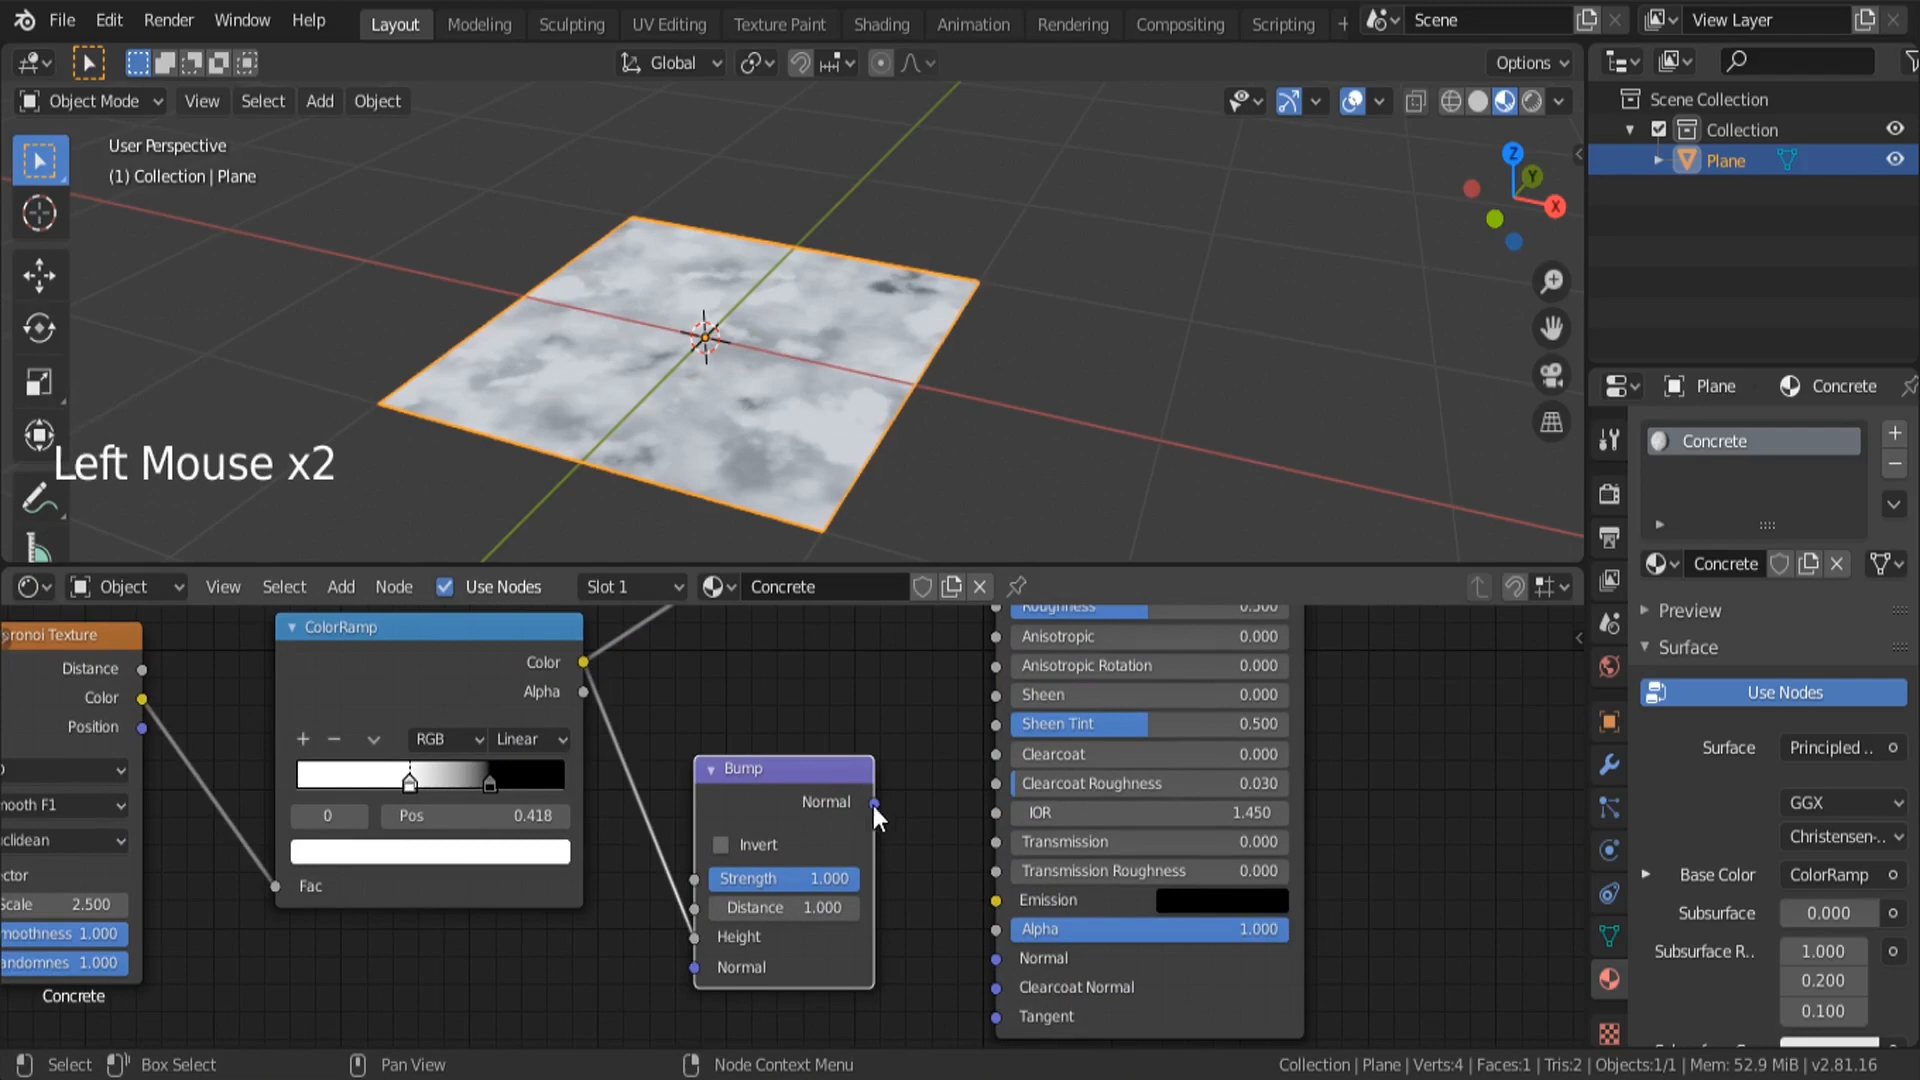 File Edit Render Window Help Layout Modeling Sculpting UV Editing Texture Paint Shading Animation Rendering Compositing Scripting + Scene View Layer
Global Options
Object Mode View Select Add Object
Scene Collection
Collection
Plane
User Perspective
(1) Collection | Plane
Z
Y
X
Left Mouse x2
Plane Concrete
Concrete
Concrete
Preview
Surface
Use Nodes
Surface Principled ..
GGX
Christensen-..
Base Color ColorRamp
Subsurface 0.000
Subsurface R.. 1.000
0.200
0.100
Object View Select Add Node Use Nodes Slot 1 Concrete
oronoi Texture
Distance
Color
Position
mooth F1
uclidean
ector
Scale 2.500
moothness 1.000
andomnes 1.000
Concrete
ColorRamp
Color
Alpha
RGB Linear
0 Pos 0.418
Fac
Bump
Normal
Invert
Strength 1.000
Distance 1.000
Height
Normal
Roughness 0.500
Anisotropic 0.000
Anisotropic Rotation 0.000
Sheen 0.000
Sheen Tint 0.500
Clearcoat 0.000
Clearcoat Roughness 0.030
IOR 1.450
Transmission 0.000
Transmission Roughness 0.000
Emission
Alpha 1.000
Normal
Clearcoat Normal
Tangent
Select Box Select Pan View Node Context Menu Collection | Plane | Verts:4 | Faces:1 | Tris:2 | Objects:1/1 | Mem: 52.9 MiB | v2.81.16